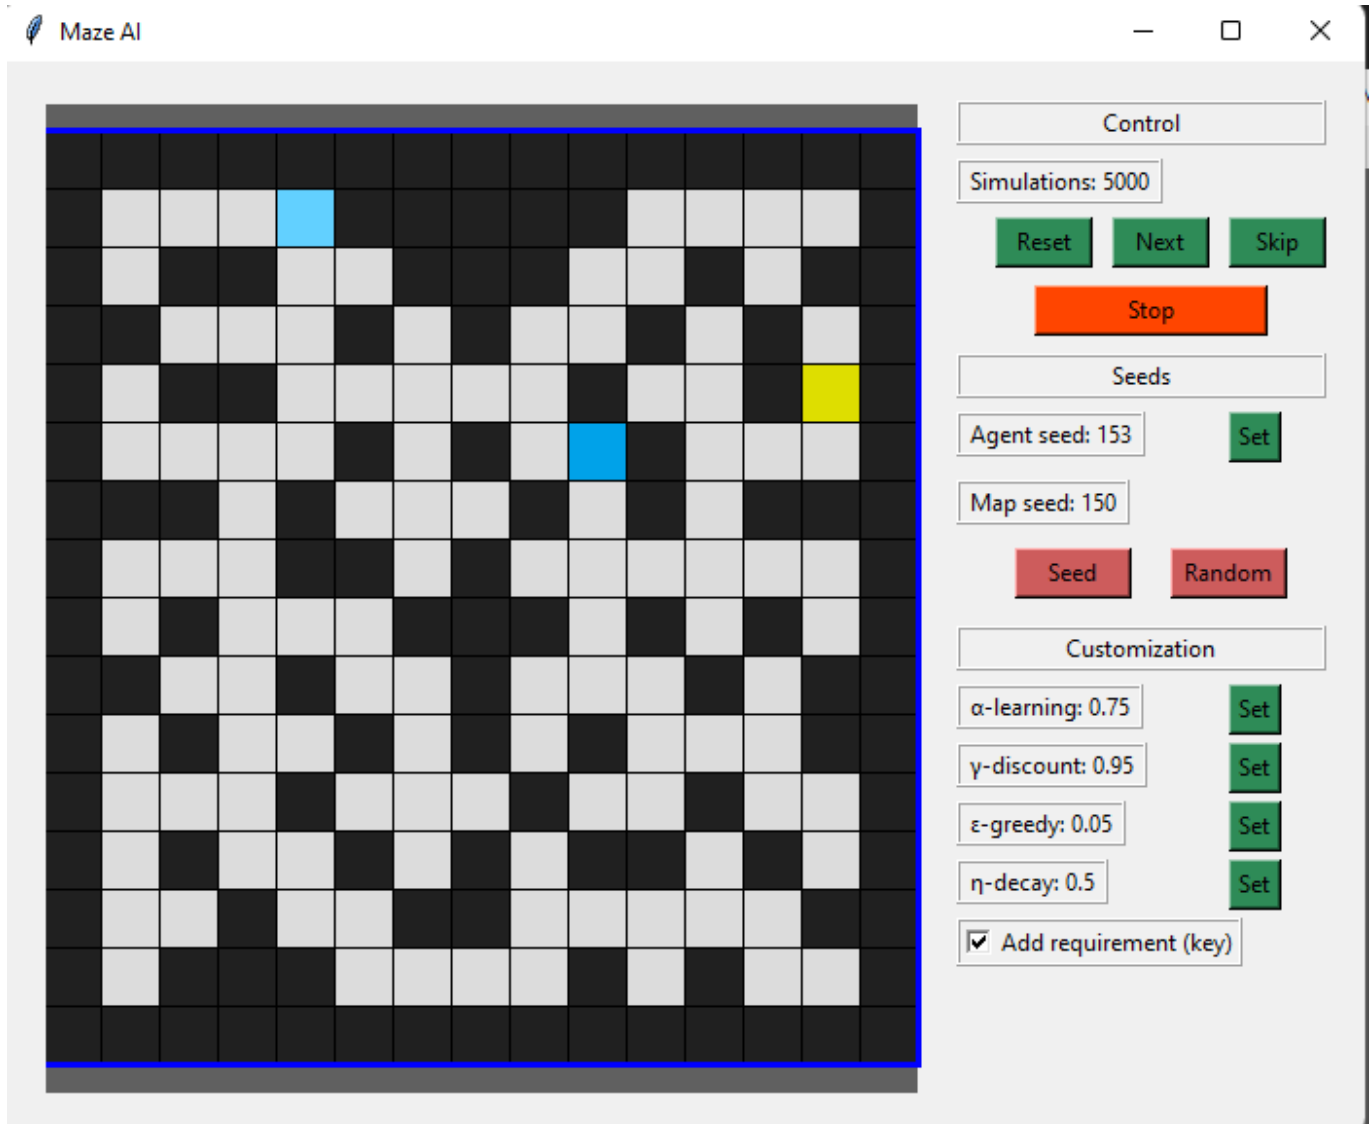 Maze AI
Control
Simulations: 5000
Reset Next Skip
Stop
Seeds
Agent seed: 153 Set
Map seed: 150
Seed Random
Customization
α-learning: 0.75 Set
γ-discount: 0.95 Set
ε-greedy: 0.05 Set
η-decay: 0.5 Set
Add requirement (key)